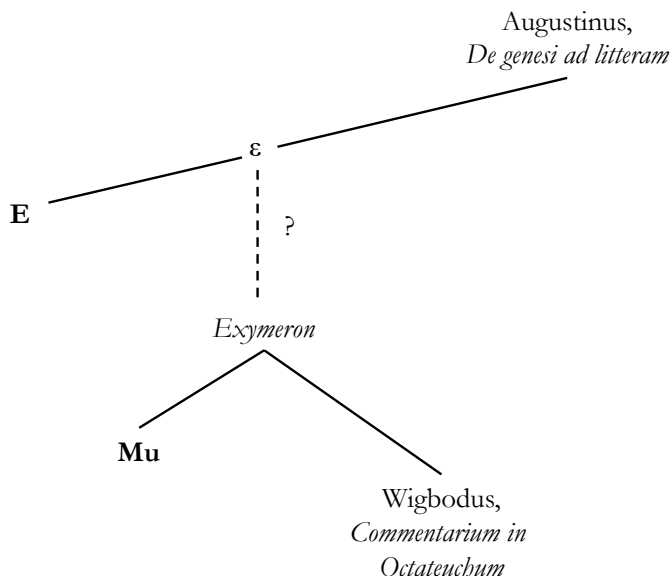 Augustinus,
De genesi ad litteram
ε
E
?
Exymeron
Mu
Wigbodus,
Commentarium in
Octateuchum